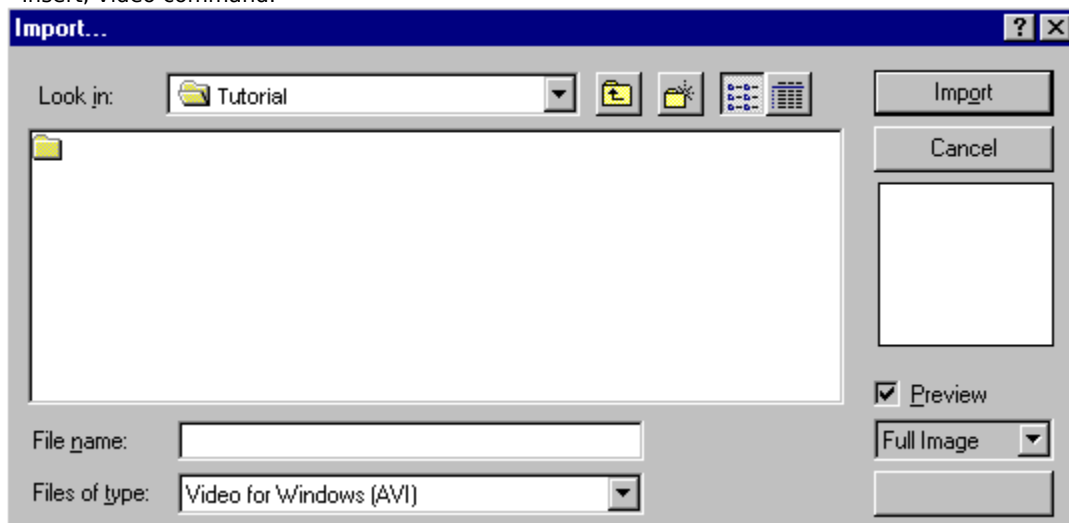 insert, video command.
Import...
Look in: Tutorial
Import
Cancel
Preview
File name:
Full Image
Files of type: Video for Windows (AVI)